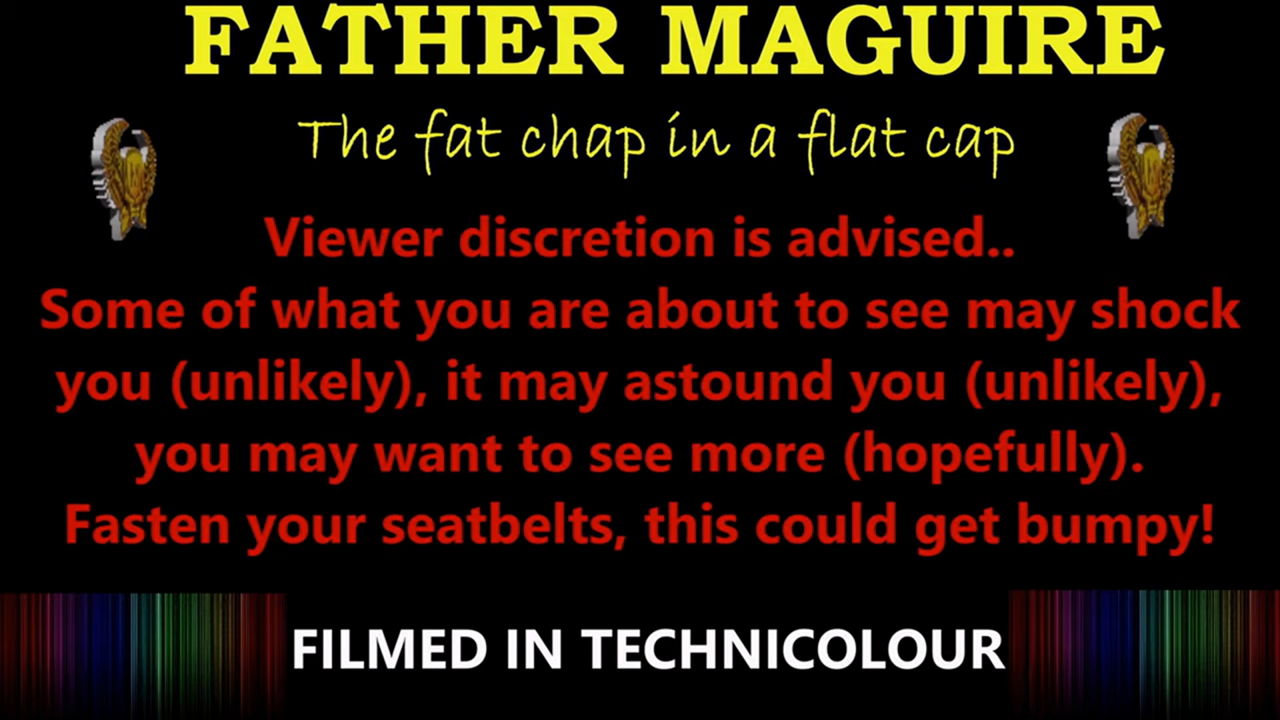 FATHER MAGUIRE
The fat chap in a flat cap
Viewer discretion is advised..
Some of what you are about to see may shock
you (unlikely), it may astound you (unlikely),
you may want to see more (hopefully).
Fasten your seatbelts, this could get bumpy!
FILMED IN TECHNICOLOUR